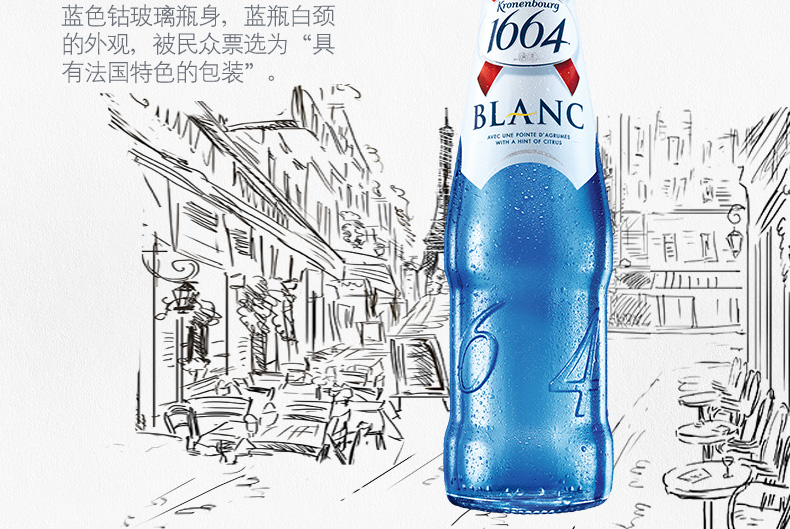 蓝色钴玻璃瓶身，蓝瓶白颈
的外观，被民众票选为“具
有法国特色的包装”。
Kronenbourg
1664
BLANC
AVEC UNE POINTE D'AGRUMES
WITH A HINT OF CITRUS
64